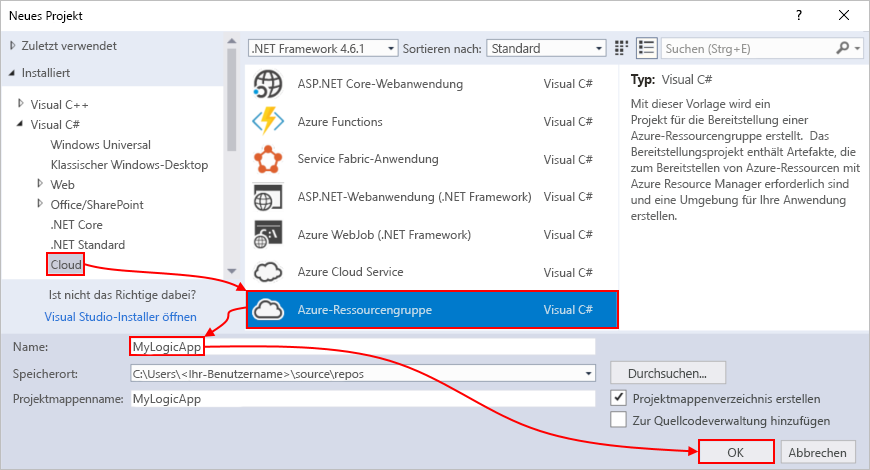 Neues Projekt
?
Zuletzt verwendet
Installiert
Visual C++
Visual C#
Windows Universal
Klassischer Windows-Desktop
Web
Office/SharePoint
.NET Core
.NET Standard
Cloud
Ist nicht das Richtige dabei?
Visual Studio-Installer öffnen
.NET Framework 4.6.1
Sortieren nach: Standard
Suchen (Strg+E)
ASP.NET Core-Webanwendung Visual C#
Azure Functions Visual C#
Service Fabric-Anwendung Visual C#
ASP.NET-Webanwendung (.NET Framework) Visual C#
Azure WebJob (.NET Framework) Visual C#
Azure Cloud Service Visual C#
Azure-Ressourcengruppe Visual C#
Typ: Visual C#
Mit dieser Vorlage wird ein
Projekt für die Bereitstellung einer
Azure-Ressourcengruppe erstellt. Das
Bereitstellungsprojekt enthält Artefakte, die
zum Bereitstellen von Azure-Ressourcen mit
Azure Resource Manager erforderlich sind
und eine Umgebung für Ihre Anwendung
erstellen.
Name: MyLogicApp
Speicherort: C:\Users\<Ihr-Benutzername>\source\repos
Durchsuchen...
Projektmappenname: MyLogicApp
Projektmappenverzeichnis erstellen
Zur Quellcodeverwaltung hinzufügen
OK
Abbrechen